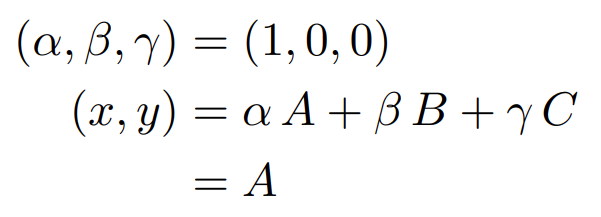 (α, β, γ) = (1, 0, 0)
(x, y) = α A + β B + γ C
= A